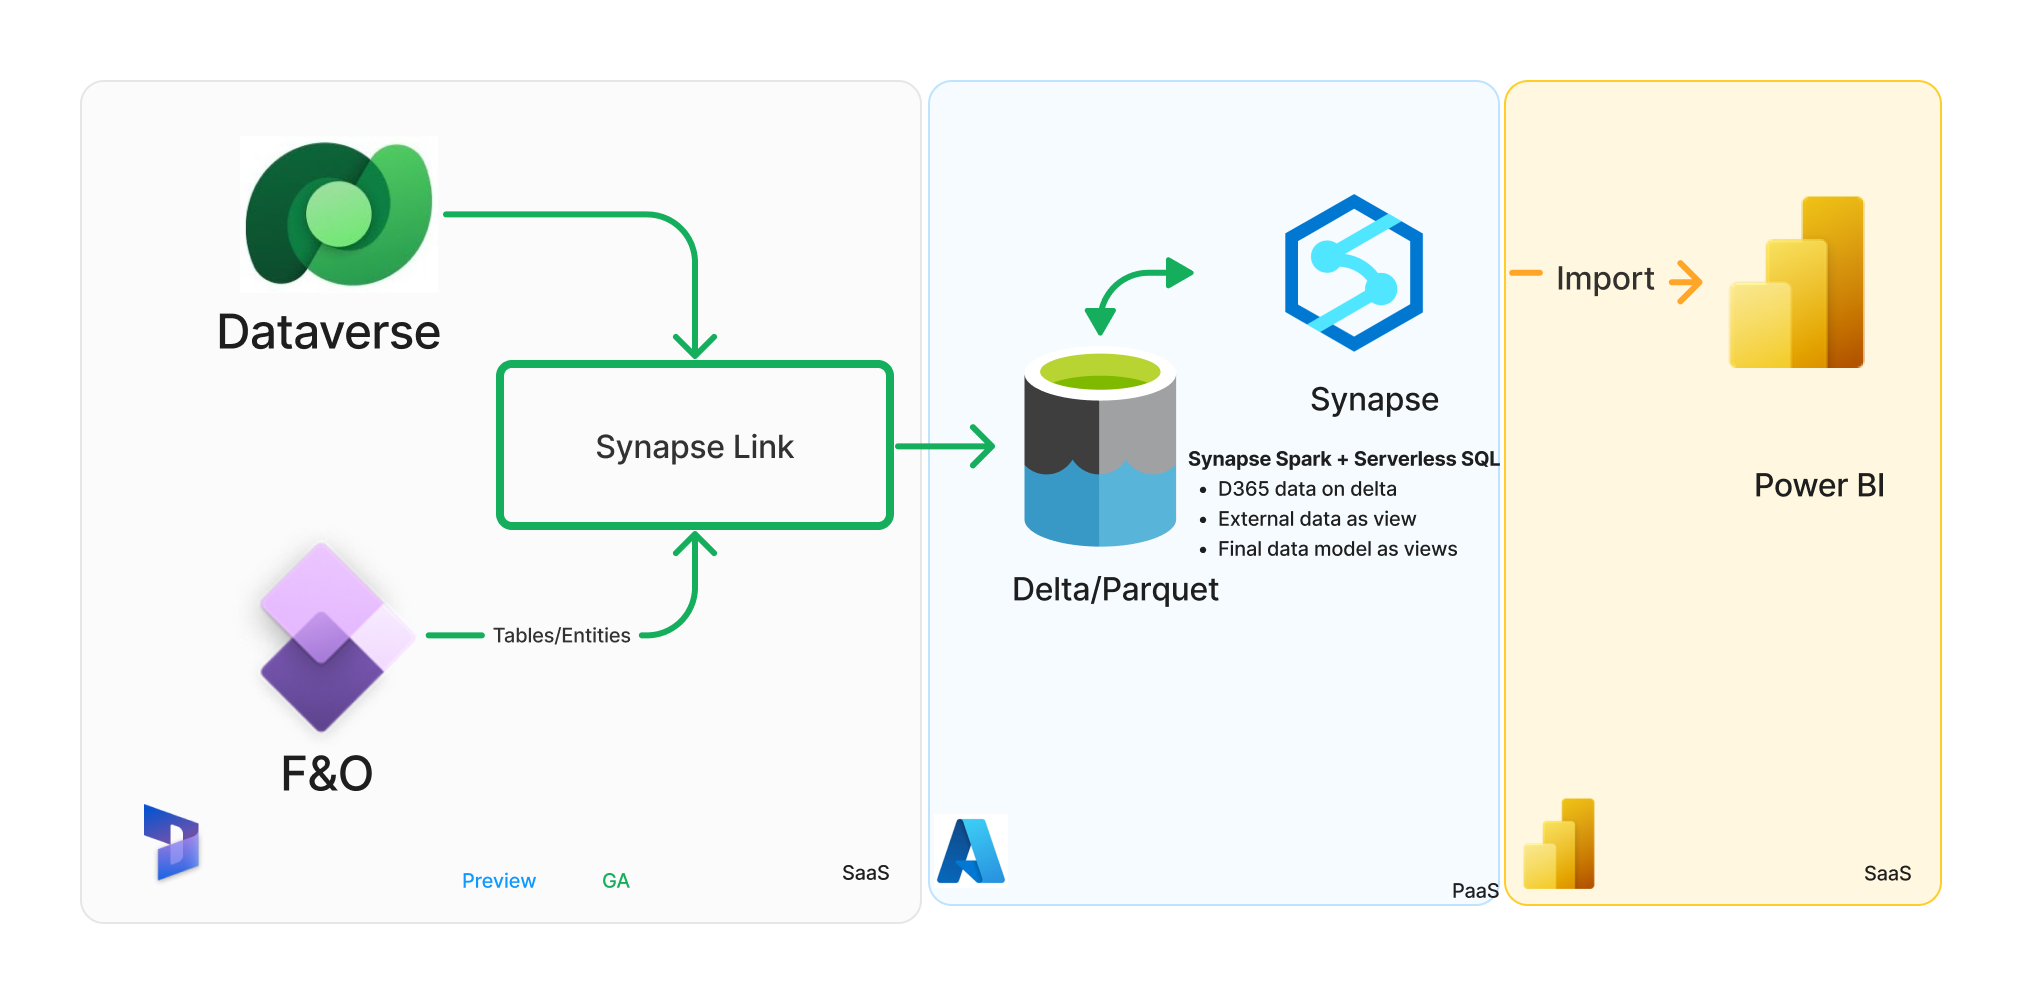 Dataverse
Synapse Link
Tables/Entities
F&O
Preview
GA
SaaS
Synapse
Synapse Spark + Serverless SQL
• D365 data on delta
• External data as view
• Final data model as views
Delta/Parquet
PaaS
Import
Power BI
SaaS